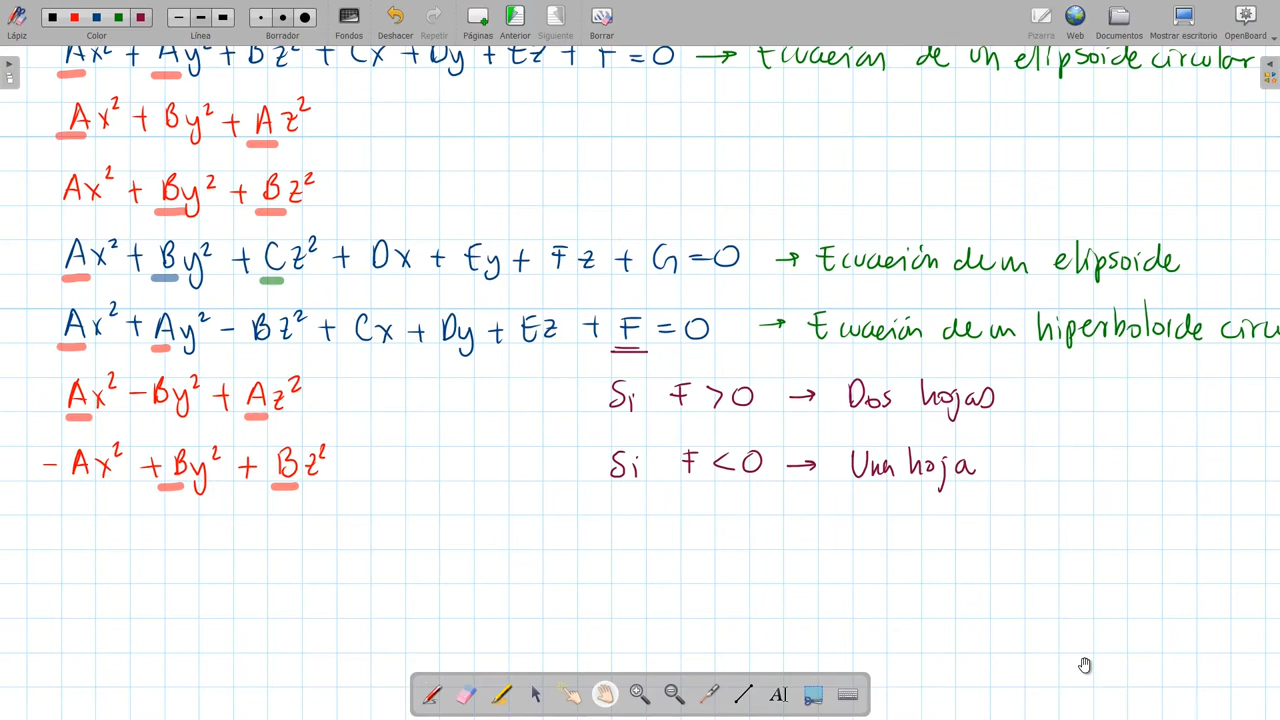 Lápiz Color Línea Borrador Fondos Deshacer Repetir Páginas Anterior Siguiente Borrar Pizarra Web Documentos Mostrar escritorio OpenBoard
Ax² + Ay² + Bz² + Cx + Dy + Ez + F = 0 → Ecuación de un elipsoide circular
Ax² + By² + Az²
Ax² + By² + Bz²
Ax² + By² + Cz² + Dx + Ey + Fz + G = 0 → Ecuación de un elipsoide
Ax² + Ay² - Bz² + Cx + Dy + Ez + F = 0 → Ecuación de un hiperboloide circu
Ax² - By² + Az² Si F > 0 → Dos hojas
- Ax² + By² + Bz² Si F < 0 → Una hoja
AI